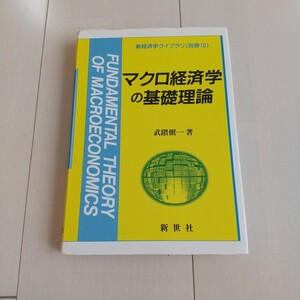 新経済学ライブラリ〈別巻10〉
マクロ経済学
の基礎理論
武隈愼一著
新世社
FUNDAMENTAL THEORY
OF MACROECONOMICS